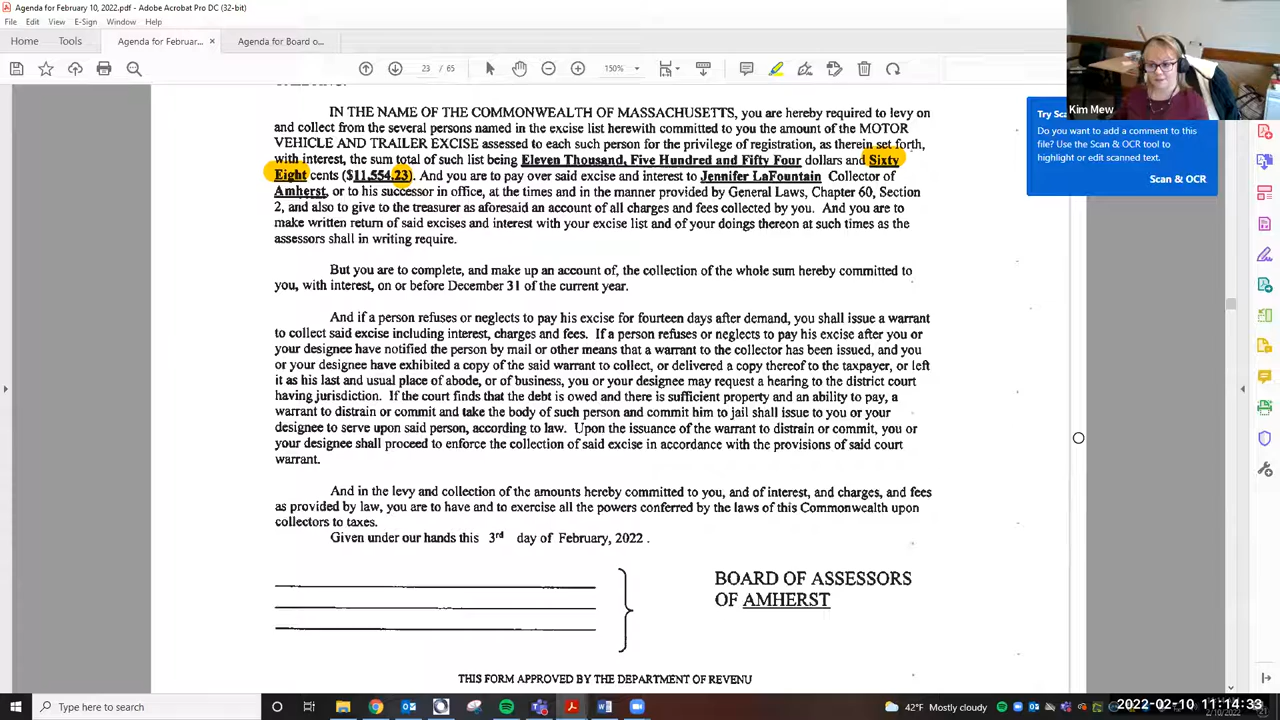 Agenda for February 10, 2022.pdf - Adobe Acrobat Pro DC (32-bit)
File Edit View E-Sign Window Help
Home Tools Agenda for Februar... × Agenda for Board o...
23 / 65 150%
Kim Mew
IN THE NAME OF THE COMMONWEALTH OF MASSACHUSETTS, you are hereby required to levy on
and collect from the several persons named in the excise list herewith committed to you the amount of the MOTOR
VEHICLE AND TRAILER EXCISE assessed to each such person for the privilege of registration, as therein set forth,
with interest, the sum total of such list being Eleven Thousand, Five Hundred and Fifty Four dollars and Sixty
Eight cents ($11,554.23). And you are to pay over said excise and interest to Jennifer LaFountain Collector of
Amherst, or to his successor in office, at the times and in the manner provided by General Laws, Chapter 60, Section
2, and also to give to the treasurer as aforesaid an account of all charges and fees collected by you. And you are to
make written return of said excises and interest with your excise list and of your doings thereon at such times as the
assessors shall in writing require.
But you are to complete, and make up an account of, the collection of the whole sum hereby committed to
you, with interest, on or before December 31 of the current year.
And if a person refuses or neglects to pay his excise for fourteen days after demand, you shall issue a warrant
to collect said excise including interest, charges and fees. If a person refuses or neglects to pay his excise after you or
your designee have notified the person by mail or other means that a warrant to the collector has been issued, and you
or your designee have exhibited a copy of the said warrant to collect, or delivered a copy thereof to the taxpayer, or left
it as his last and usual place of abode, or of business, you or your designee may request a hearing to the district court
having jurisdiction. If the court finds that the debt is owed and there is sufficient property and an ability to pay, a
warrant to distrain or commit and take the body of such person and commit him to jail shall issue to you or your
designee to serve upon said person, according to law. Upon the issuance of the warrant to distrain or commit, you or
your designee shall proceed to enforce the collection of said excise in accordance with the provisions of said court
warrant.
And in the levy and collection of the amounts hereby committed to you, and of interest, and charges, and fees
as provided by law, you are to have and to exercise all the powers conferred by the laws of this Commonwealth upon
collectors to taxes.
Given under our hands this 3rd day of February, 2022 .
BOARD OF ASSESSORS
OF AMHERST
THIS FORM APPROVED BY THE DEPARTMENT OF REVENU
Try Sc
Do you want to add a comment to this
file? Use the Scan & OCR tool to
highlight or edit scanned text.
Scan & OCR
Type here to search
42°F Mostly cloudy
2022-02-10 11:14:33